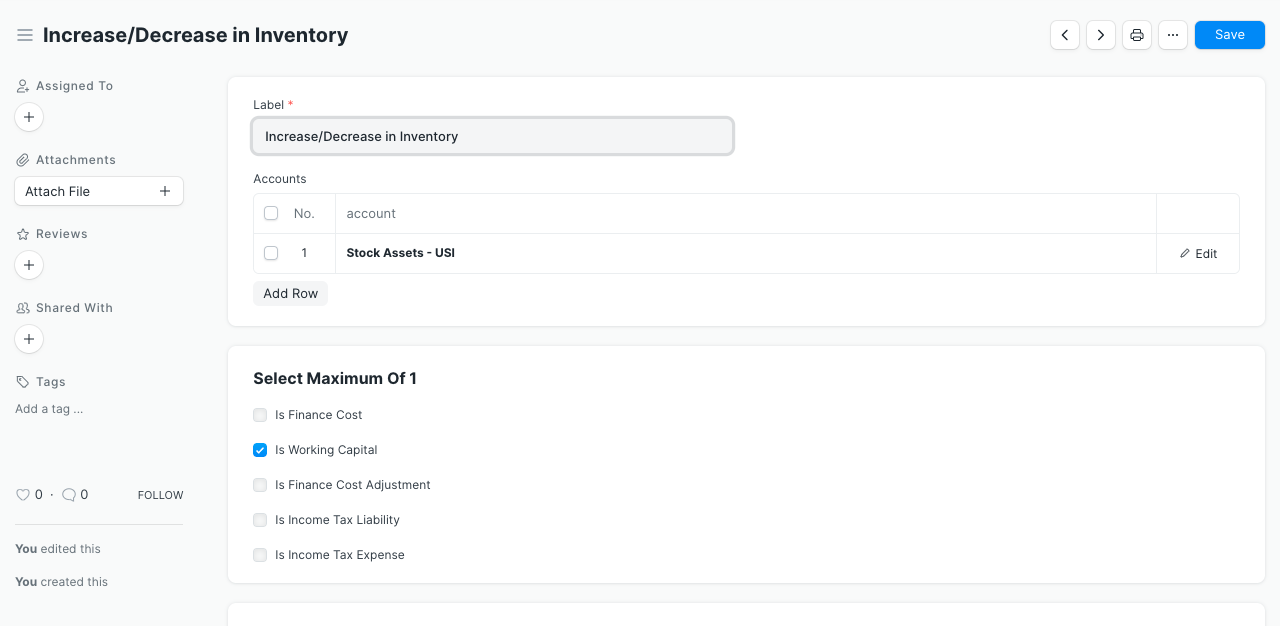 Increase/Decrease in Inventory
Save
Assigned To
Attachments
Attach File
Reviews
Shared With
Tags
Add a tag ...
0 · 0 FOLLOW
You edited this
You created this
Label *
Increase/Decrease in Inventory
Accounts
No. account
1 Stock Assets - USI Edit
Add Row
Select Maximum Of 1
Is Finance Cost
Is Working Capital
Is Finance Cost Adjustment
Is Income Tax Liability
Is Income Tax Expense